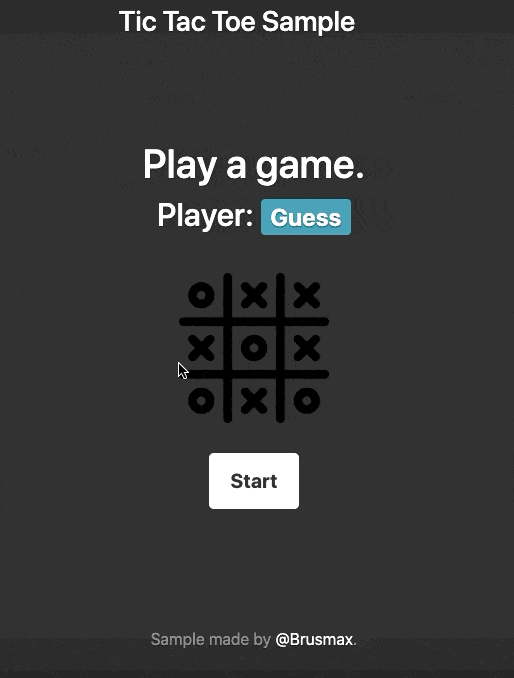 Tic Tac Toe Sample
Play a game.
Player: Guess
O X X
X O X
O X O
Start
Sample made by @Brusmax.